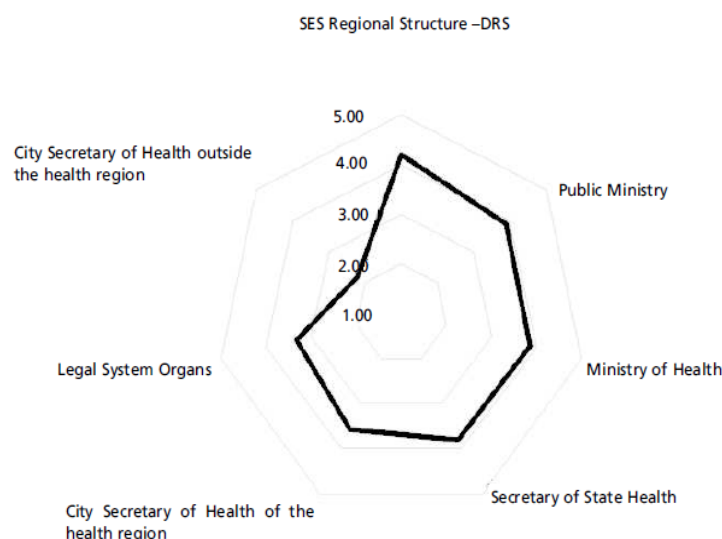 SES Regional Structure –DRS
5.00
City Secretary of Health outside
the health region
4.00
Public Ministry
3.00
2.00
1.00
Legal System Organs
Ministry of Health
Secretary of State Health
City Secretary of Health of the
health region